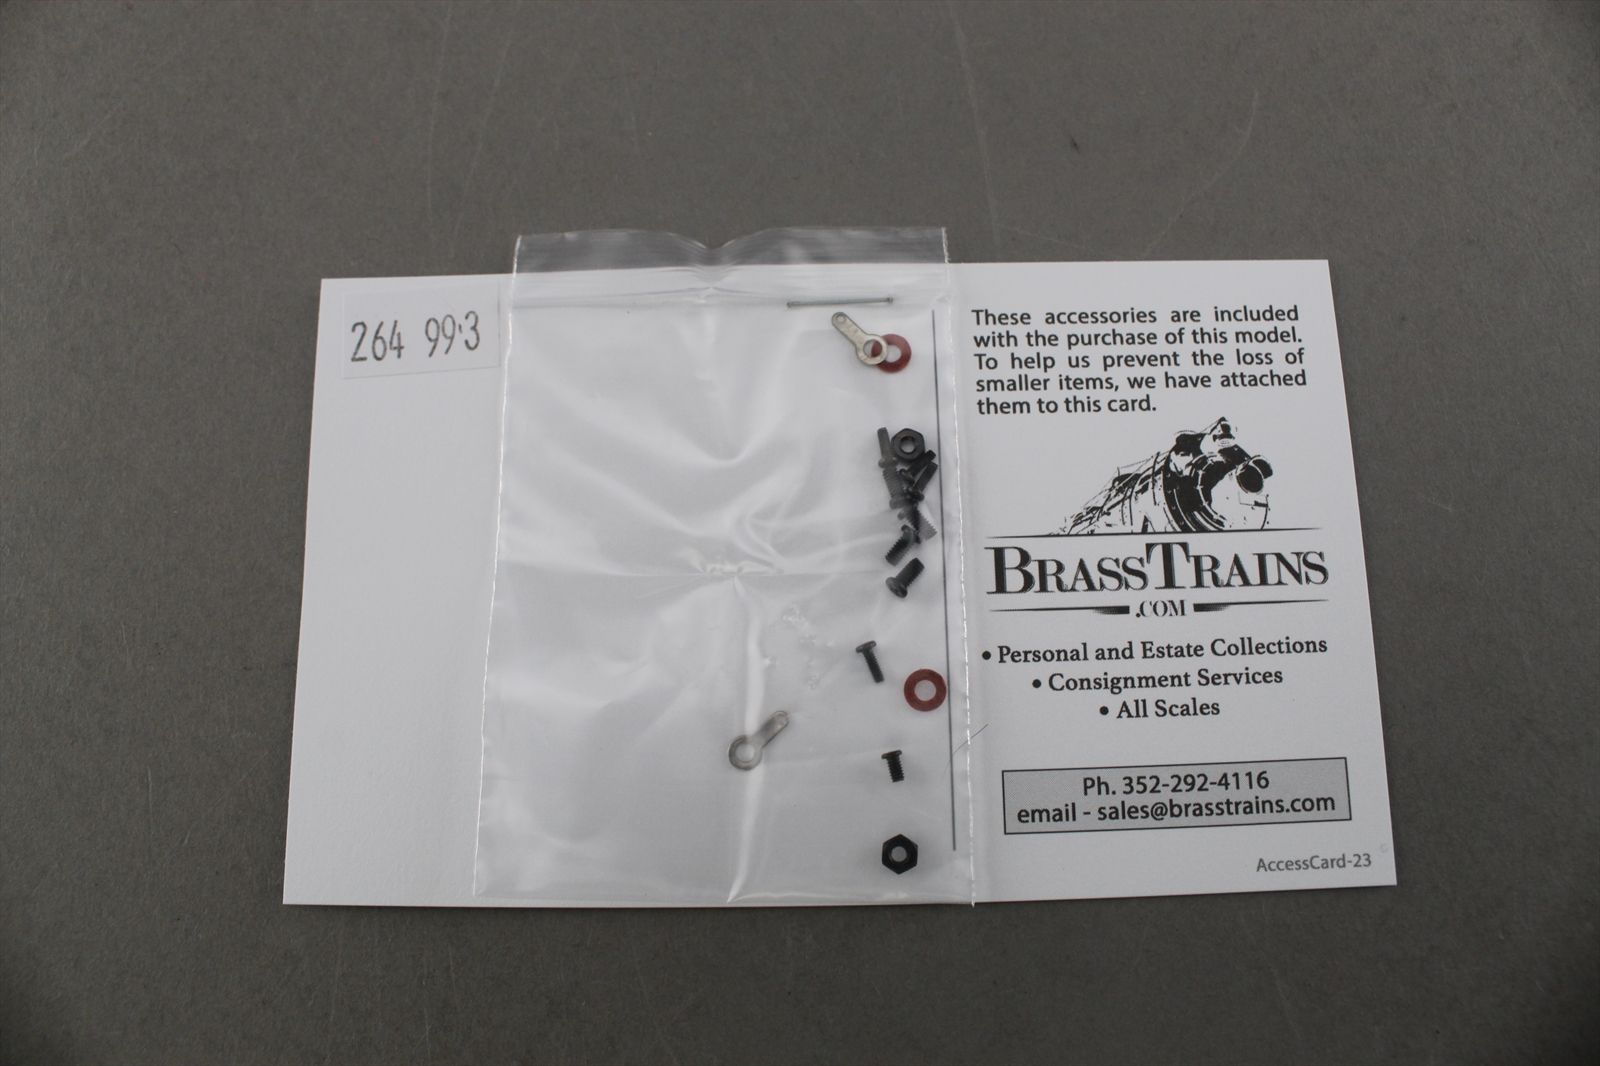 264 99.3
These accessories are included
with the purchase of this model.
To help us prevent the loss of
smaller items, we have attached
them to this card.
BRASSTRAINS
.COM
• Personal and Estate Collections
• Consignment Services
• All Scales
Ph. 352-292-4116
email - sales@brasstrains.com
AccessCard-23